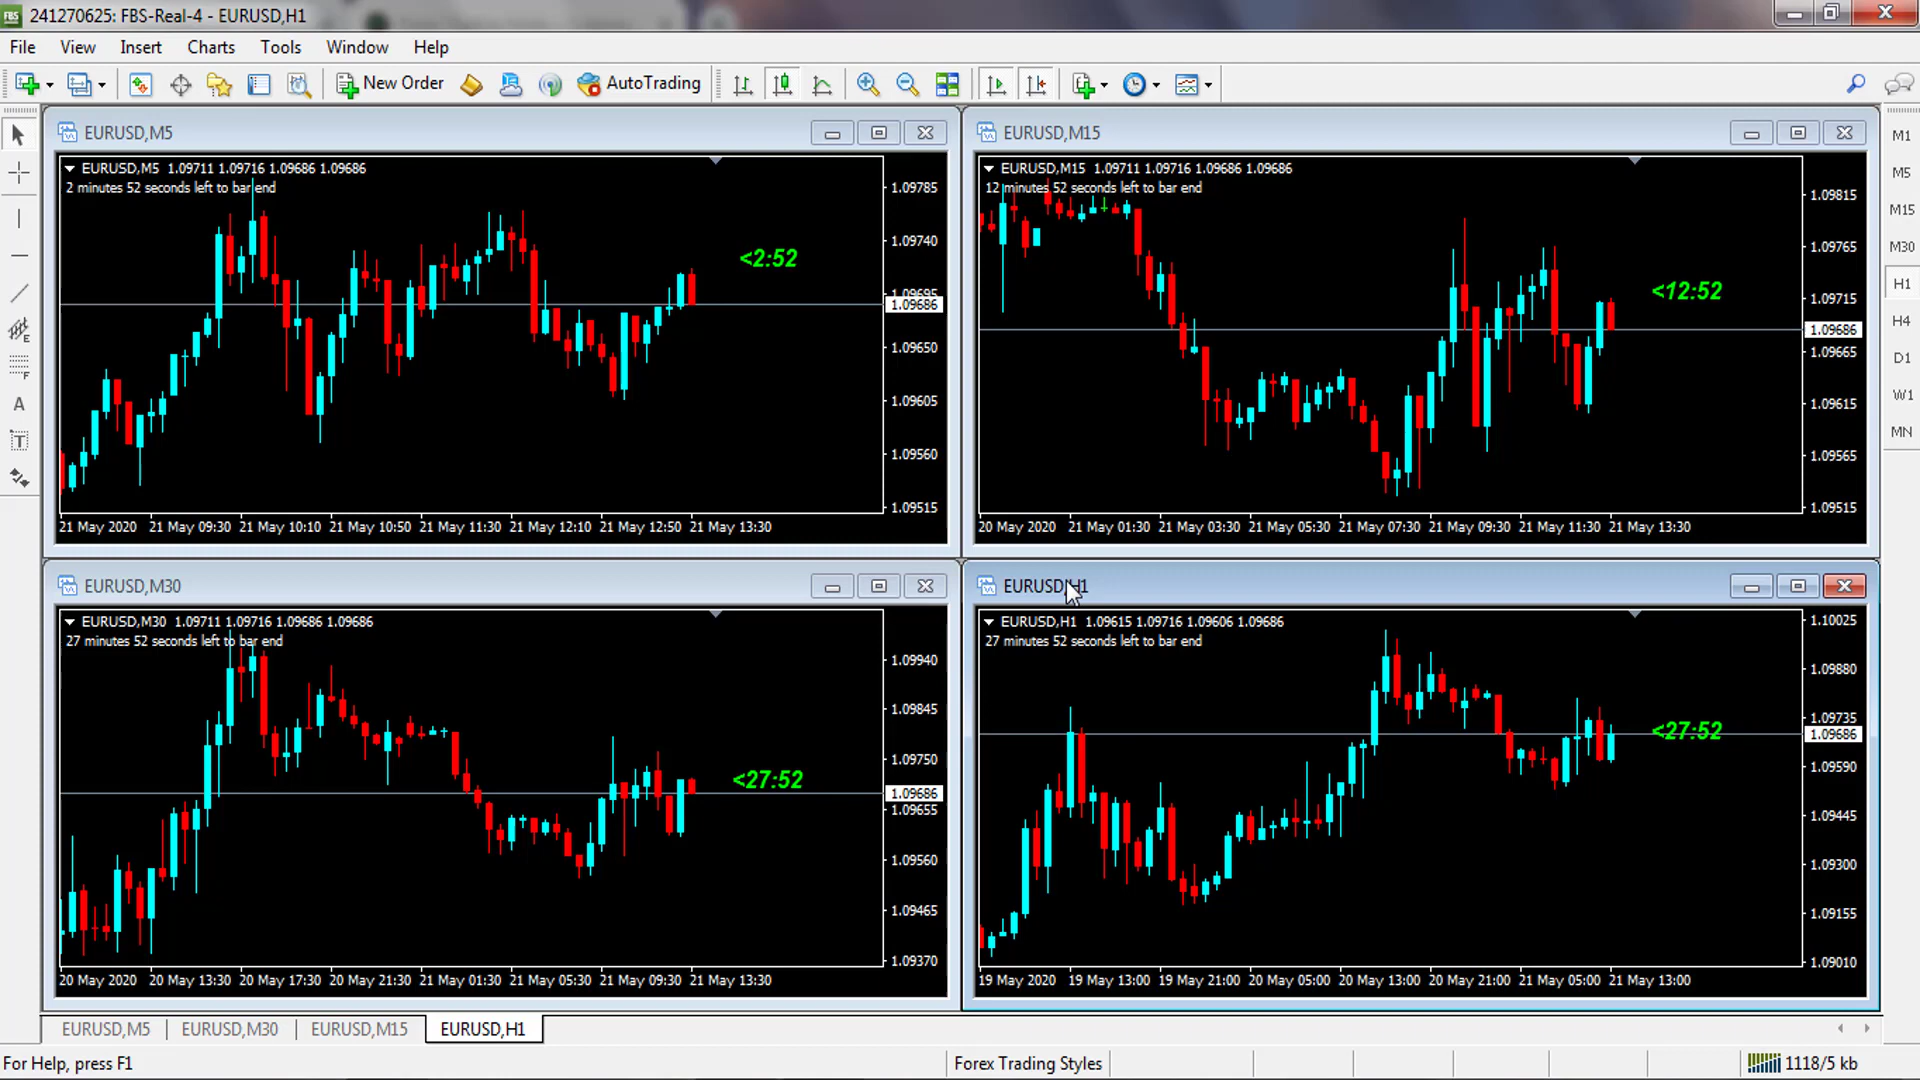 FBS 241270625: FBS-Real-4 - EURUSD,H1
File View Insert Charts Tools Window Help
New Order AutoTrading
EURUSD,M5
EURUSD,M5 1.09711 1.09716 1.09686 1.09686
2 minutes 52 seconds left to bar end
<2:52
1.09785
1.09740
1.09695
1.09686
1.09650
1.09605
1.09560
1.09515
21 May 2020 21 May 09:30 21 May 10:10 21 May 10:50 21 May 11:30 21 May 12:10 21 May 12:50 21 May 13:30
EURUSD,M15
EURUSD,M15 1.09711 1.09716 1.09686 1.09686
12 minutes 52 seconds left to bar end
<12:52
1.09815
1.09765
1.09715
1.09686
1.09665
1.09615
1.09565
1.09515
20 May 2020 21 May 01:30 21 May 03:30 21 May 05:30 21 May 07:30 21 May 09:30 21 May 11:30 21 May 13:30
EURUSD,M30
EURUSD,M30 1.09711 1.09716 1.09686 1.09686
27 minutes 52 seconds left to bar end
<27:52
1.09940
1.09845
1.09750
1.09686
1.09655
1.09560
1.09465
1.09370
20 May 2020 20 May 13:30 20 May 17:30 20 May 21:30 21 May 01:30 21 May 05:30 21 May 09:30 21 May 13:30
EURUSD,H1
EURUSD,H1 1.09615 1.09716 1.09606 1.09686
27 minutes 52 seconds left to bar end
<27:52
1.10025
1.09880
1.09735
1.09686
1.09590
1.09445
1.09300
1.09155
1.09010
19 May 2020 19 May 13:00 19 May 21:00 20 May 05:00 20 May 13:00 20 May 21:00 21 May 05:00 21 May 13:00
M1
M5
M15
M30
H1
H4
D1
W1
MN
E
F
A
T
EURUSD,M5 EURUSD,M30 EURUSD,M15 EURUSD,H1
For Help, press F1 Forex Trading Styles 1118/5 kb